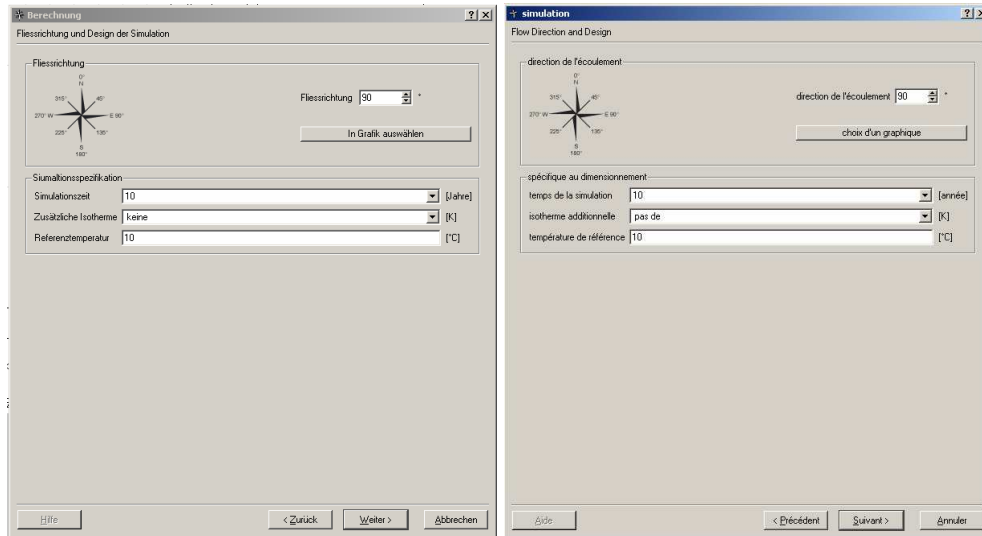 Berechnung
Fliessrichtung und Design der Simulation
Fliessrichtung
0°
N
315° 45°
270° W E 90°
225° 135°
S
180°
Fliessrichtung 90 °
In Grafik auswählen
Siumaltionsspezifikation
Simulationszeit 10 [Jahre]
Zusätzliche Isotherme keine [K]
Referenztemperatur 10 [°C]
Hilfe < Zurück Weiter > Abbrechen
simulation
Flow Direction and Design
direction de l'écoulement
0°
N
315° 45°
270° W E 90°
225° 135°
S
180°
direction de l'écoulement 90 °
choix d'un graphique
spécifique au dimensionnement
temps de la simulation 10 [année]
isotherme additionnelle pas de [K]
température de référence 10 [°C]
Aide < Précédent Suivant > Annuler